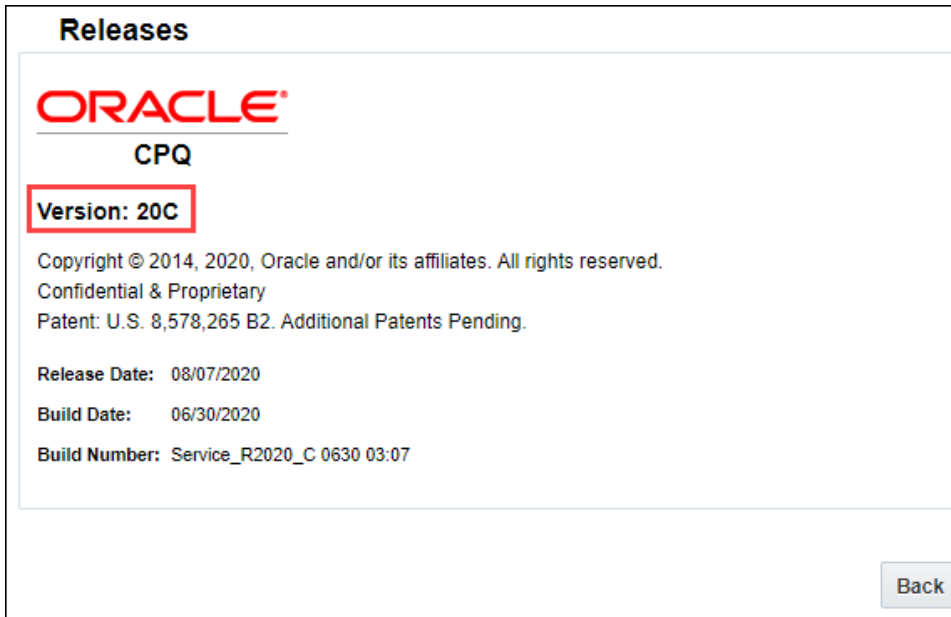 Releases
ORACLE®
CPQ
Version: 20C
Copyright © 2014, 2020, Oracle and/or its affiliates. All rights reserved.
Confidential & Proprietary
Patent: U.S. 8,578,265 B2. Additional Patents Pending.
Release Date: 08/07/2020
Build Date: 06/30/2020
Build Number: Service_R2020_C 0630 03:07
Back